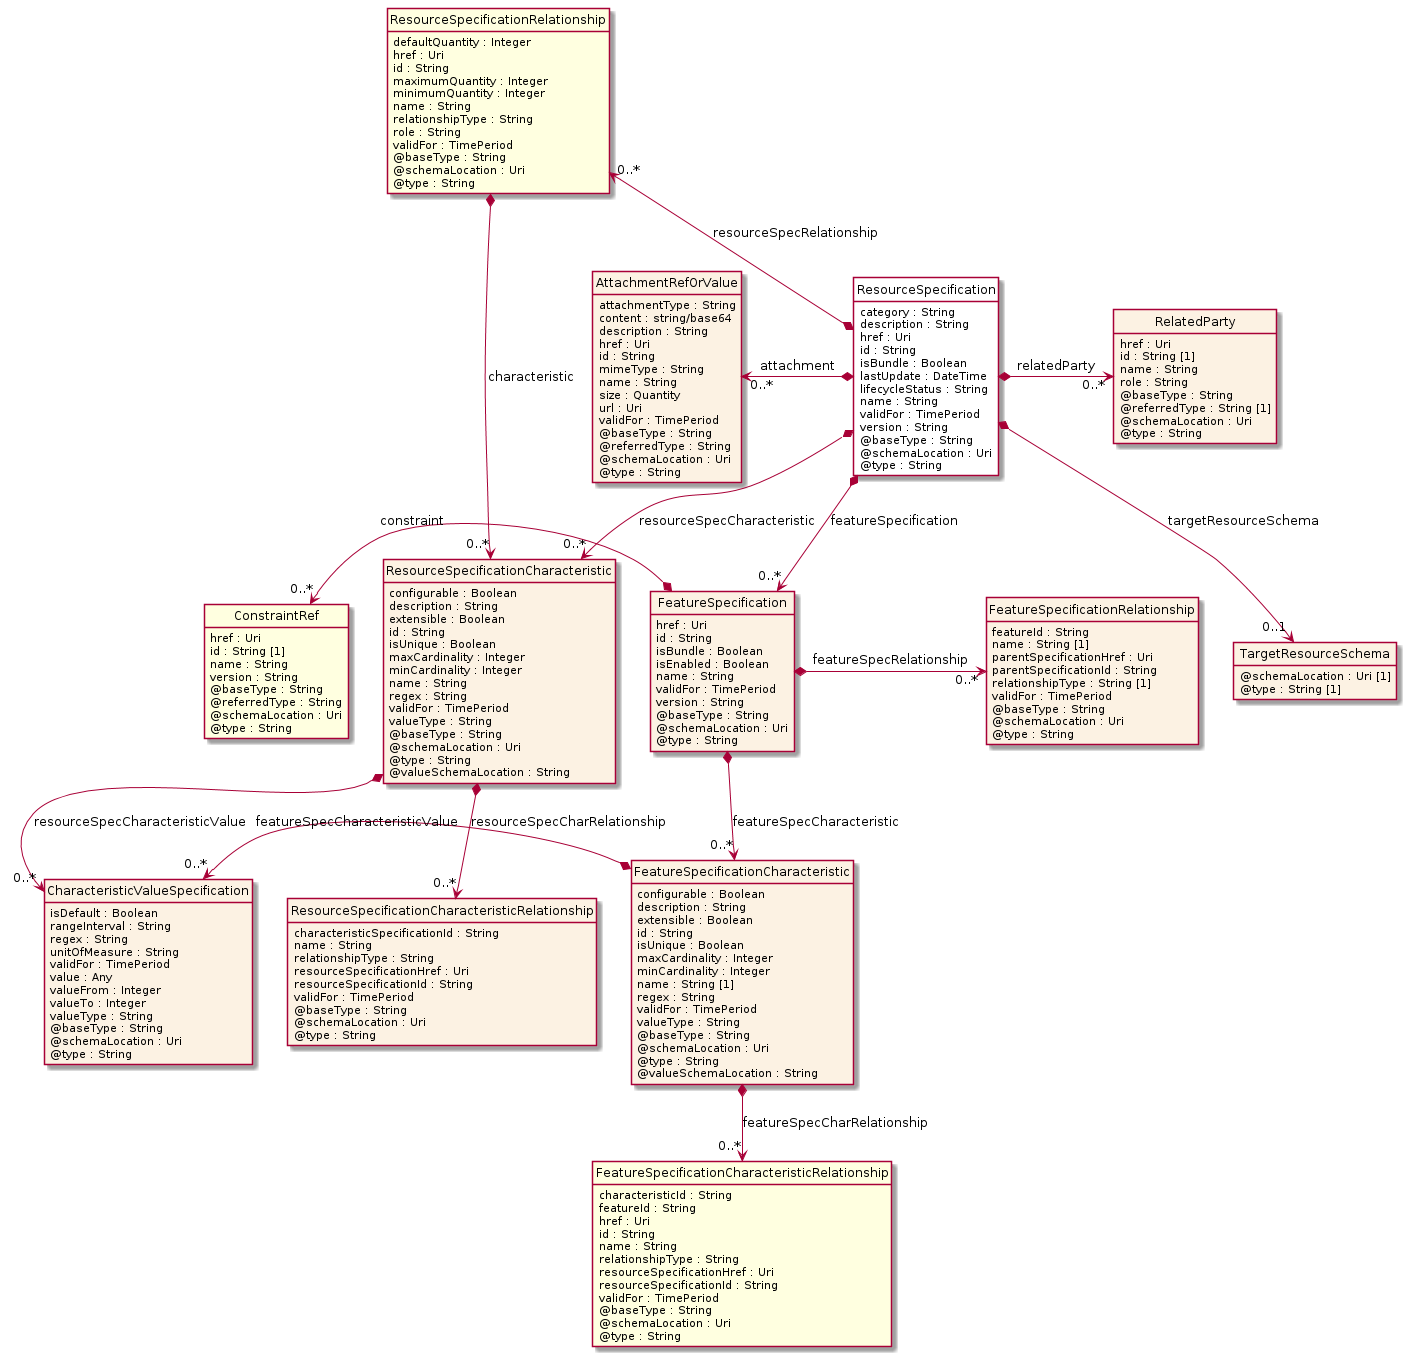 ResourceSpecificationRelationship
defaultQuantity : Integer
href : Uri
id : String
maximumQuantity : Integer
minimumQuantity : Integer
name : String
relationshipType : String
role : String
validFor : TimePeriod
@baseType : String
@schemaLocation : Uri
@type : String
0..*
resourceSpecRelationship
AttachmentRefOrValue
attachmentType : String
content : string/base64
description : String
href : Uri
id : String
mimeType : String
name : String
size : Quantity
url : Uri
validFor : TimePeriod
@baseType : String
@referredType : String
@schemaLocation : Uri
@type : String
attachment
0..*
ResourceSpecification
category : String
description : String
href : Uri
id : String
isBundle : Boolean
lastUpdate : DateTime
lifecycleStatus : String
name : String
validFor : TimePeriod
version : String
@baseType : String
@schemaLocation : Uri
@type : String
relatedParty
0..*
RelatedParty
href : Uri
id : String [1]
name : String
role : String
@baseType : String
@referredType : String [1]
@schemaLocation : Uri
@type : String
characteristic
0..*
constraint
0..*
resourceSpecCharacteristic
0..*
featureSpecification
0..*
targetResourceSchema
0..1
ConstraintRef
href : Uri
id : String [1]
name : String
version : String
@baseType : String
@referredType : String
@schemaLocation : Uri
@type : String
ResourceSpecificationCharacteristic
configurable : Boolean
description : String
extensible : Boolean
id : String
isUnique : Boolean
maxCardinality : Integer
minCardinality : Integer
name : String
regex : String
validFor : TimePeriod
valueType : String
@baseType : String
@schemaLocation : Uri
@type : String
@valueSchemaLocation : String
FeatureSpecification
href : Uri
id : String
isBundle : Boolean
isEnabled : Boolean
name : String
validFor : TimePeriod
version : String
@baseType : String
@schemaLocation : Uri
@type : String
featureSpecRelationship
0..*
FeatureSpecificationRelationship
featureId : String
name : String [1]
parentSpecificationHref : Uri
parentSpecificationId : String
relationshipType : String [1]
validFor : TimePeriod
@baseType : String
@schemaLocation : Uri
@type : String
TargetResourceSchema
@schemaLocation : Uri [1]
@type : String [1]
resourceSpecCharacteristicValue
0..*
featureSpecCharacteristicValue
0..*
resourceSpecCharRelationship
0..*
featureSpecCharacteristic
0..*
CharacteristicValueSpecification
isDefault : Boolean
rangeInterval : String
regex : String
unitOfMeasure : String
validFor : TimePeriod
value : Any
valueFrom : Integer
valueTo : Integer
valueType : String
@baseType : String
@schemaLocation : Uri
@type : String
ResourceSpecificationCharacteristicRelationship
characteristicSpecificationId : String
name : String
relationshipType : String
resourceSpecificationHref : Uri
resourceSpecificationId : String
validFor : TimePeriod
@baseType : String
@schemaLocation : Uri
@type : String
FeatureSpecificationCharacteristic
configurable : Boolean
description : String
extensible : Boolean
id : String
isUnique : Boolean
maxCardinality : Integer
minCardinality : Integer
name : String [1]
regex : String
validFor : TimePeriod
valueType : String
@baseType : String
@schemaLocation : Uri
@type : String
@valueSchemaLocation : String
featureSpecCharRelationship
0..*
FeatureSpecificationCharacteristicRelationship
characteristicId : String
featureId : String
href : Uri
id : String
name : String
relationshipType : String
resourceSpecificationHref : Uri
resourceSpecificationId : String
validFor : TimePeriod
@baseType : String
@schemaLocation : Uri
@type : String